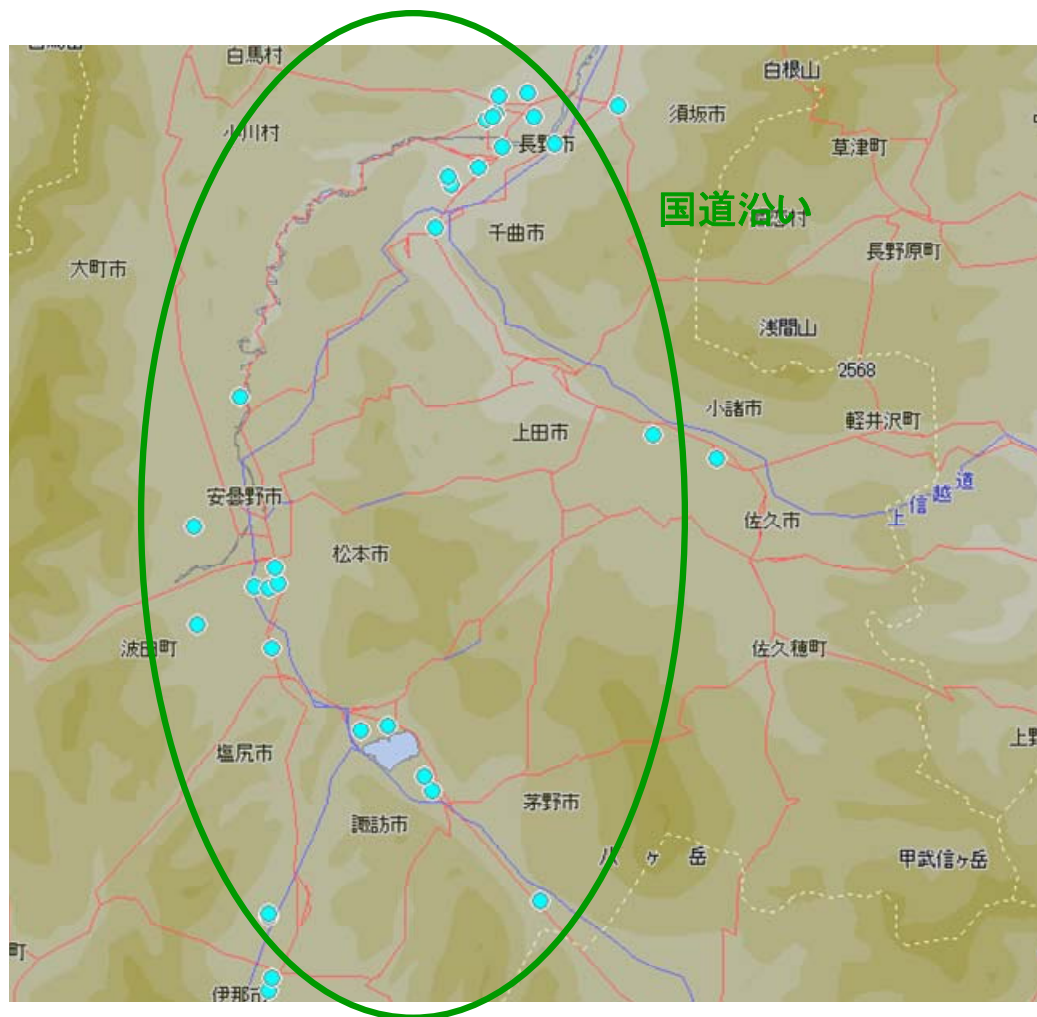 白馬村
白根山
須坂市
小川村
長野市
草津町
国道沿い
千曲市
長野原町
大町市
浅間山
2568
小諸市
軽井沢町
上田市
安曇野市
上信越道
佐久市
松本市
波田町
佐久穂町
塩尻市
茅野市
諏訪市
八ヶ岳
甲武信ヶ岳
町
伊那市